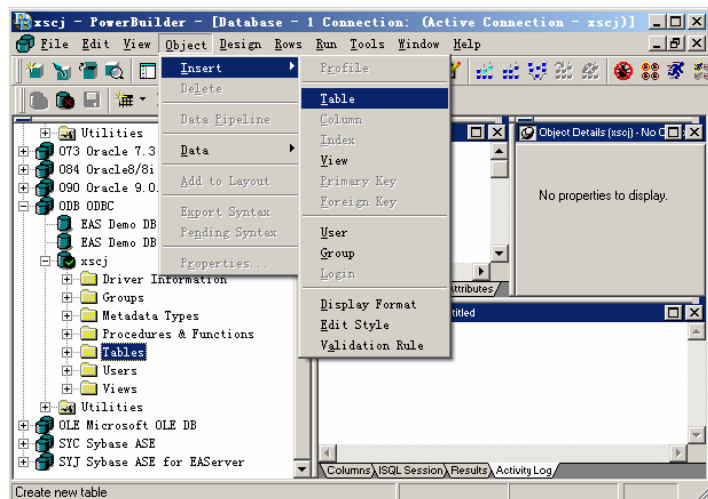 xscj - PowerBuilder - [Database - 1 Connection: (Active Connection - xscj)]
File Edit View Object Design Rows Run Tools Window Help
Insert
Delete
Data Pipeline
Data
Add to Layout
Export Syntax
Pending Syntax
Properties...
Profile
Table
Column
Index
View
Primary Key
Foreign Key
User
Group
Login
Display Format
Edit Style
Validation Rule
Utilities
073 Oracle 7.3
084 Oracle8/8i
090 Oracle 9.0.
ODB ODBC
EAS Demo DB
EAS Demo DB
xscj
Driver Information
Groups
Metadata Types
Procedures & Functions
Tables
Users
Views
Utilities
OLE Microsoft OLE DB
SYC Sybase ASE
SYJ Sybase ASE for EAServer
Object Details (xscj) - No
No properties to display.
Columns ISQL Session Results Activity Log
Create new table